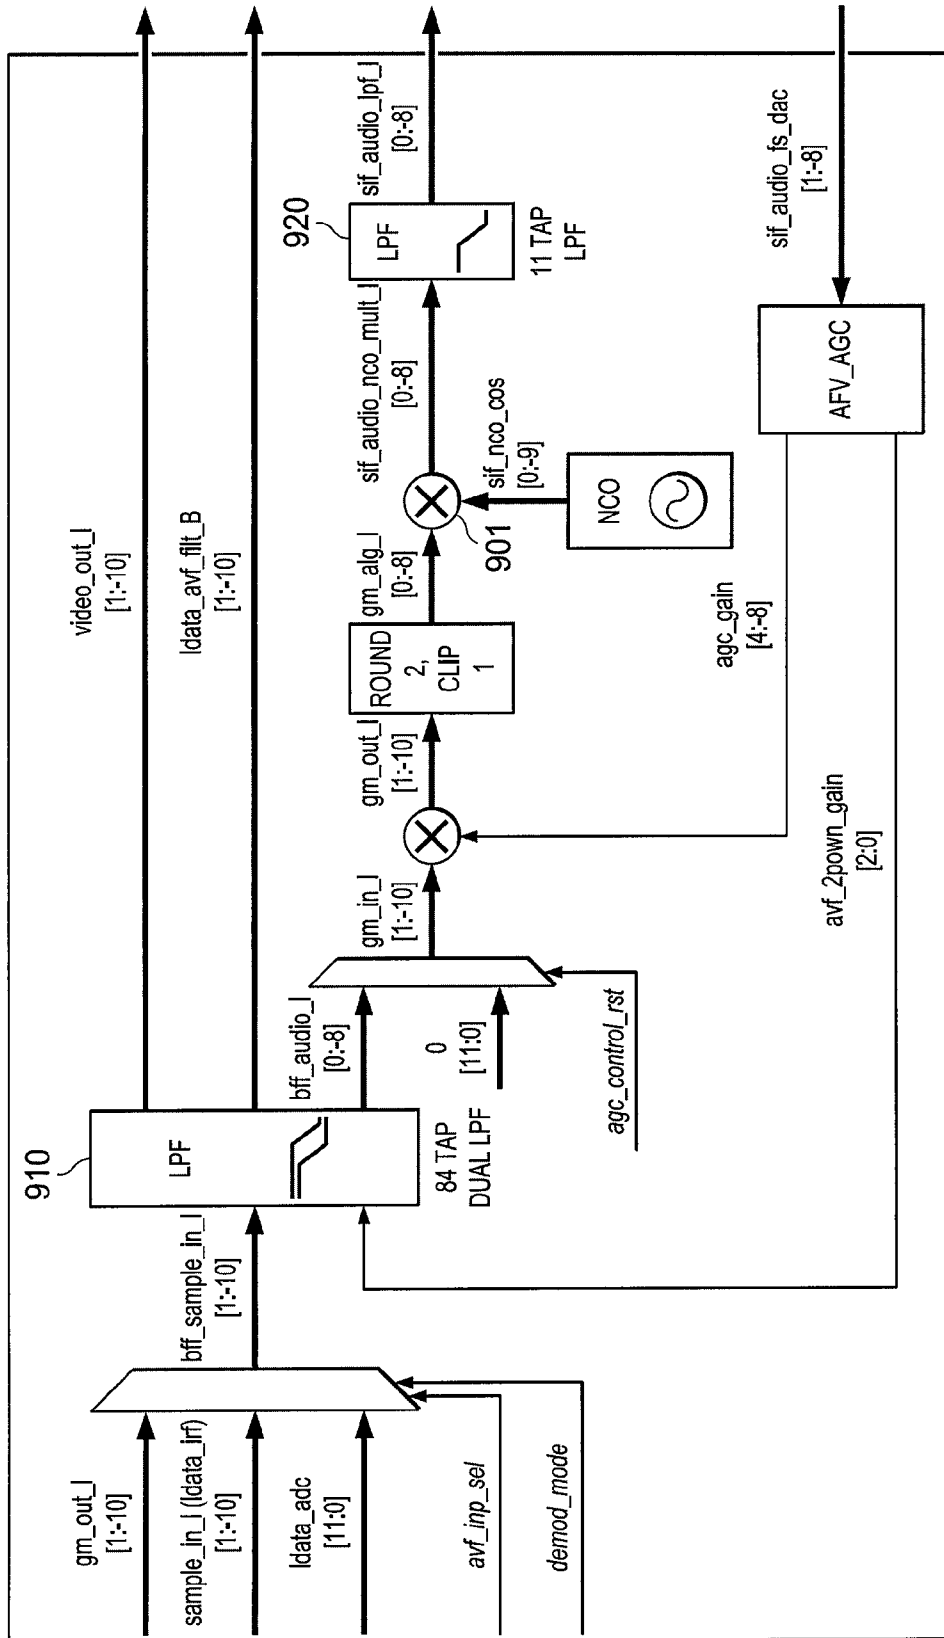 gm_out_I
[1:-10]
sample_in_I (Idata_irf)
[1:-10]
Idata_adc
[11:0]
avf_inp_sel
demod_mode
bff_sample_in_I
[1:-10]
910
LPF
84 TAP
DUAL LPF
video_out_I
[1:-10]
Idata_avf_filt_B
[1:-10]
bff_audio_I
[0:-8]
0
[11:0]
agc_control_rst
gm_in_I
[1:-10]
gm_out_I
[1:-10]
ROUND
2,
CLIP
1
gm_alg_I
[0:-8]
901
sif_nco_cos
[0:-9]
NCO
sif_audio_nco_mult_I
[0:-8]
920
LPF
11 TAP
LPF
sif_audio_lpf_I
[0:-8]
agc_gain
[4:-8]
avf_2pown_gain
[2:0]
AFV_AGC
sif_audio_fs_dac
[1:-8]